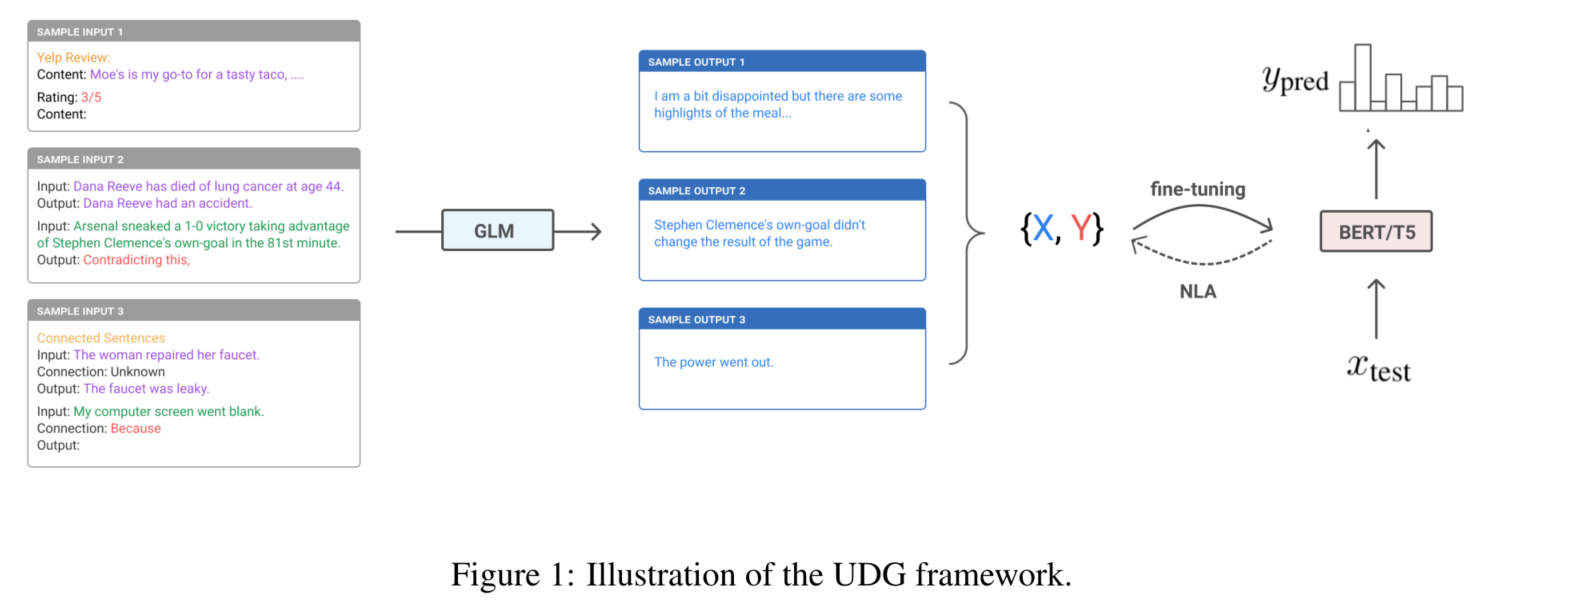 SAMPLE INPUT 1
Yelp Review:
Content: Moe's is my go-to for a tasty taco, ....
Rating: 3/5
Content:
SAMPLE INPUT 2
Input: Dana Reeve has died of lung cancer at age 44.
Output: Dana Reeve had an accident.
Input: Arsenal sneaked a 1-0 victory taking advantage
of Stephen Clemence's own-goal in the 81st minute.
Output: Contradicting this,
SAMPLE INPUT 3
Connected Sentences
Input: The woman repaired her faucet.
Connection: Unknown
Output: The faucet was leaky.
Input: My computer screen went blank.
Connection: Because
Output:
GLM
SAMPLE OUTPUT 1
I am a bit disappointed but there are some
highlights of the meal...
SAMPLE OUTPUT 2
Stephen Clemence's own-goal didn't
change the result of the game.
SAMPLE OUTPUT 3
The power went out.
{X, Y}
fine-tuning
NLA
y_pred
BERT/T5
x_test
Figure 1: Illustration of the UDG framework.